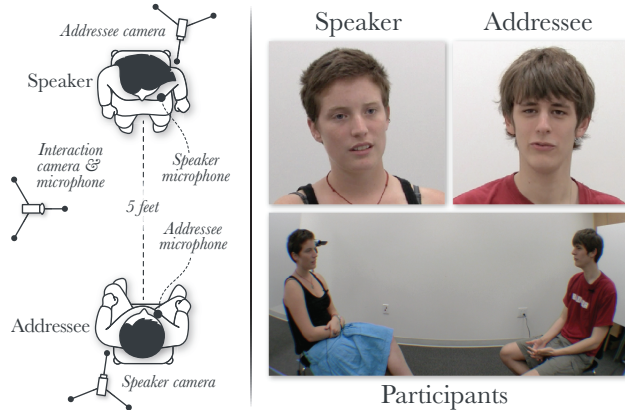 Addressee camera
Speaker
Interaction
camera &
microphone
Speaker
microphone
5 feet
Addressee
microphone
Addressee
Speaker camera
Speaker
Addressee
Participants